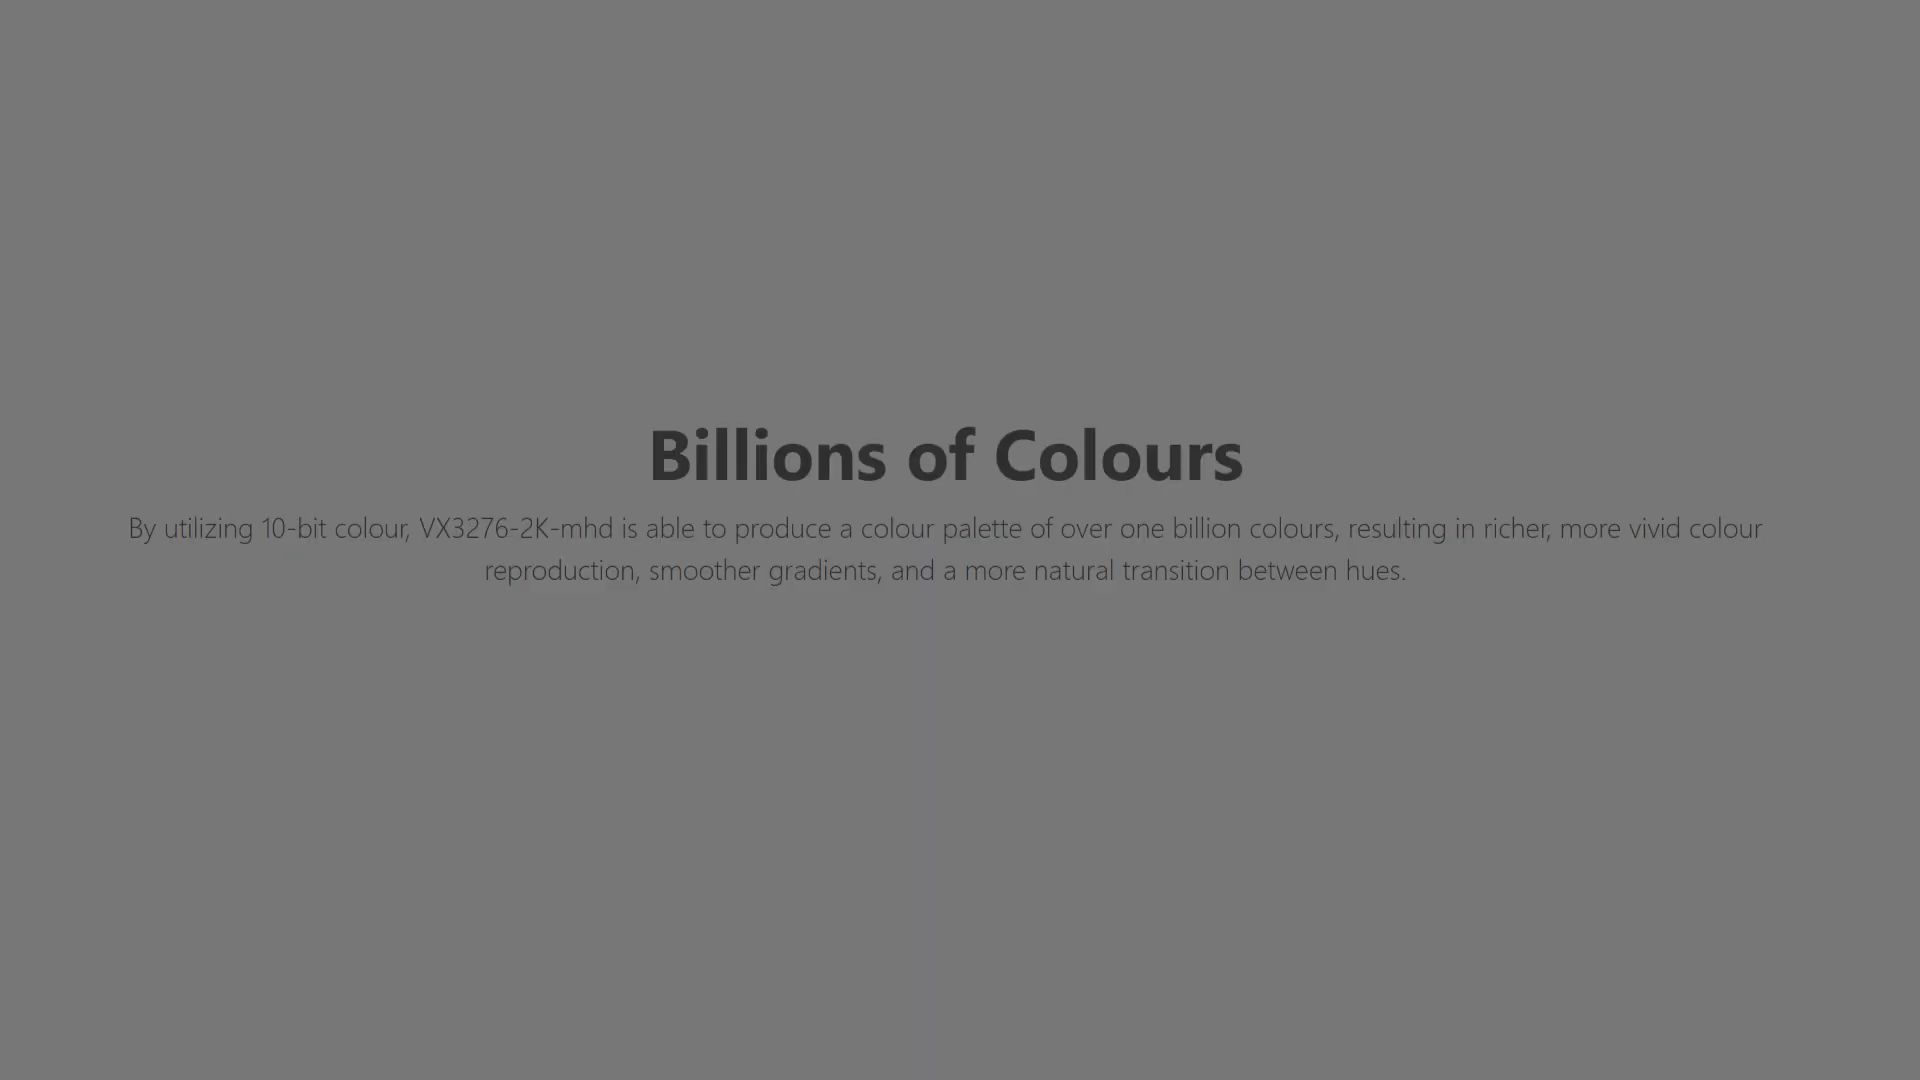 Billions of Colours
By utilizing 10-bit colour, VX3276-2K-mhd is able to produce a colour palette of over one billion colours, resulting in richer, more vivid colour
reproduction, smoother gradients, and a more natural transition between hues.